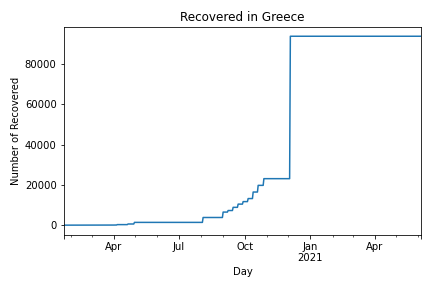 Recovered in Greece
Number of Recovered
80000
60000
40000
20000
0
Apr Jul Oct Jan Apr
2021
Day